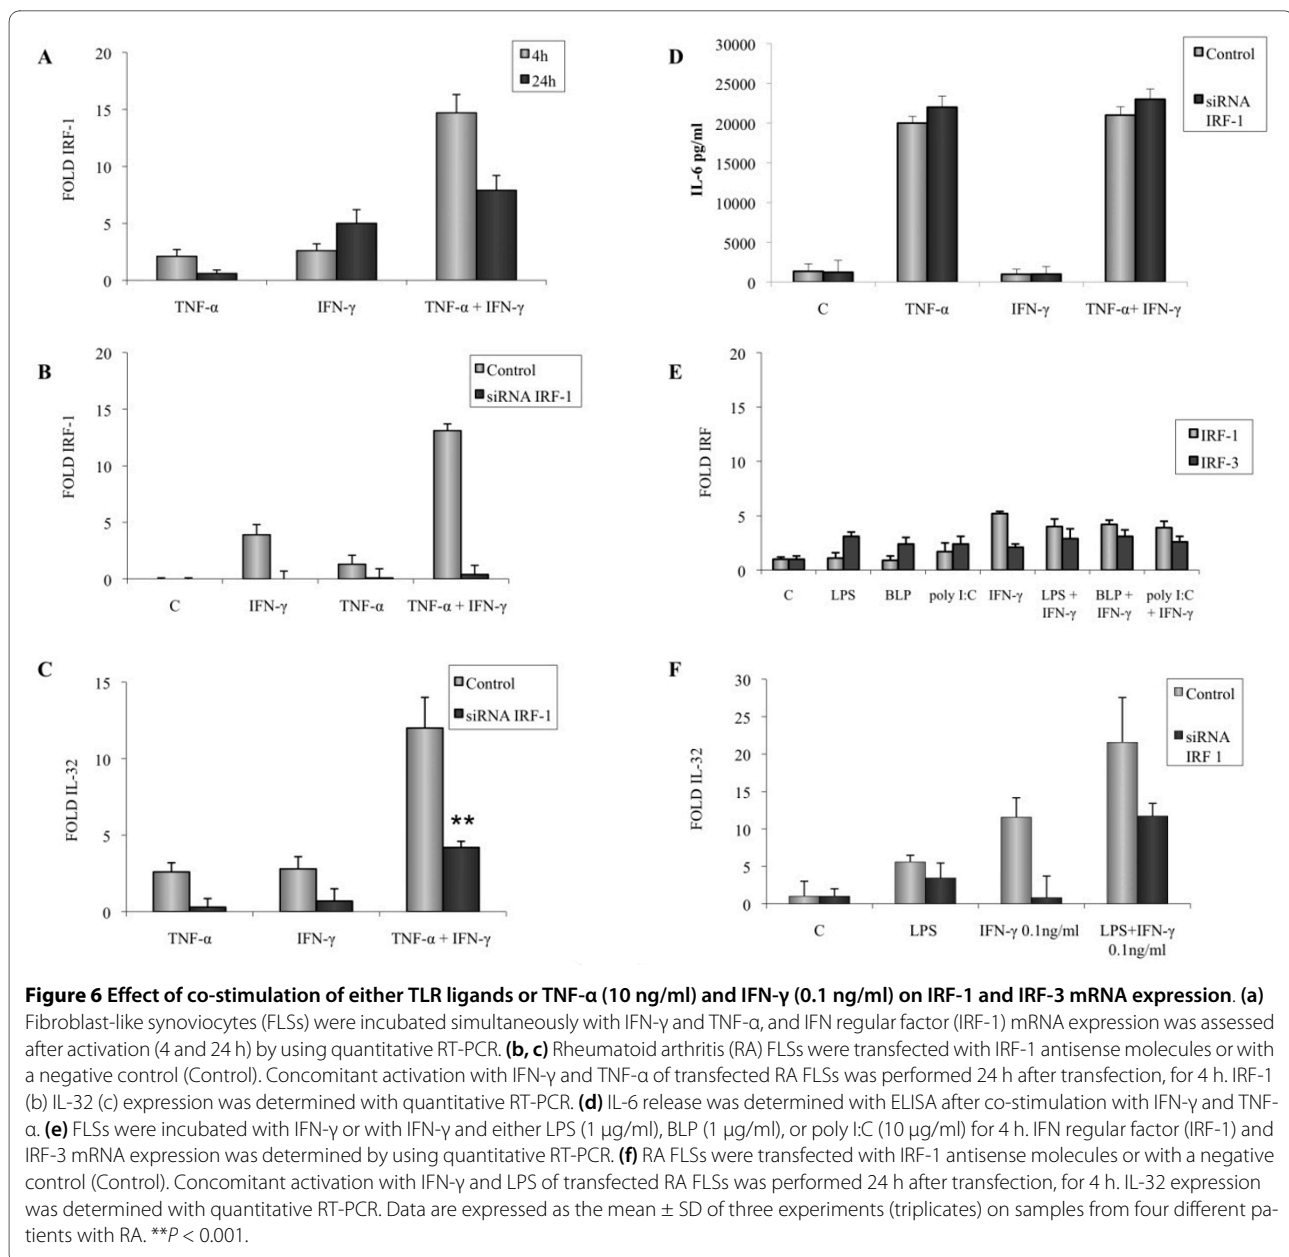 A
20
15
10
5
0
FOLD IRF-1
4h
24h
TNF-α
IFN-γ
TNF-α + IFN-γ
D
30000
25000
20000
15000
10000
5000
0
IL-6 pg/ml
Control
siRNA
IRF-1
C
TNF-α
IFN-γ
TNF-α+ IFN-γ
B
20
15
10
5
0
FOLD IRF-1
Control
siRNA IRF-1
C
IFN-γ
TNF-α
TNF-α + IFN-γ
E
20
15
10
5
0
FOLD IRF
IRF-1
IRF-3
C
LPS
BLP
poly I:C
IFN-γ
LPS +
IFN-γ
BLP +
IFN-γ
poly I:C
+ IFN-γ
C
15
10
5
0
FOLD IL-32
Control
siRNA IRF-1
**
TNF-α
IFN-γ
TNF-α + IFN-γ
F
30
25
20
15
10
5
0
FOLD IL-32
Control
siRNA
IRF 1
C
LPS
IFN-γ 0.1ng/ml
LPS+IFN-γ
0.1ng/ml
Figure 6 Effect of co-stimulation of either TLR ligands or TNF-α (10 ng/ml) and IFN-γ (0.1 ng/ml) on IRF-1 and IRF-3 mRNA expression. (a)
Fibroblast-like synoviocytes (FLSs) were incubated simultaneously with IFN-γ and TNF-α, and IFN regular factor (IRF-1) mRNA expression was assessed
after activation (4 and 24 h) by using quantitative RT-PCR. (b, c) Rheumatoid arthritis (RA) FLSs were transfected with IRF-1 antisense molecules or with
a negative control (Control). Concomitant activation with IFN-γ and TNF-α of transfected RA FLSs was performed 24 h after transfection, for 4 h. IRF-1
(b) IL-32 (c) expression was determined with quantitative RT-PCR. (d) IL-6 release was determined with ELISA after co-stimulation with IFN-γ and TNF-
α. (e) FLSs were incubated with IFN-γ or with IFN-γ and either LPS (1 μg/ml), BLP (1 μg/ml), or poly I:C (10 μg/ml) for 4 h. IFN regular factor (IRF-1) and
IRF-3 mRNA expression was determined by using quantitative RT-PCR. (f) RA FLSs were transfected with IRF-1 antisense molecules or with a negative
control (Control). Concomitant activation with IFN-γ and LPS of transfected RA FLSs was performed 24 h after transfection, for 4 h. IL-32 expression
was determined with quantitative RT-PCR. Data are expressed as the mean ± SD of three experiments (triplicates) on samples from four different pa-
tients with RA. **P < 0.001.